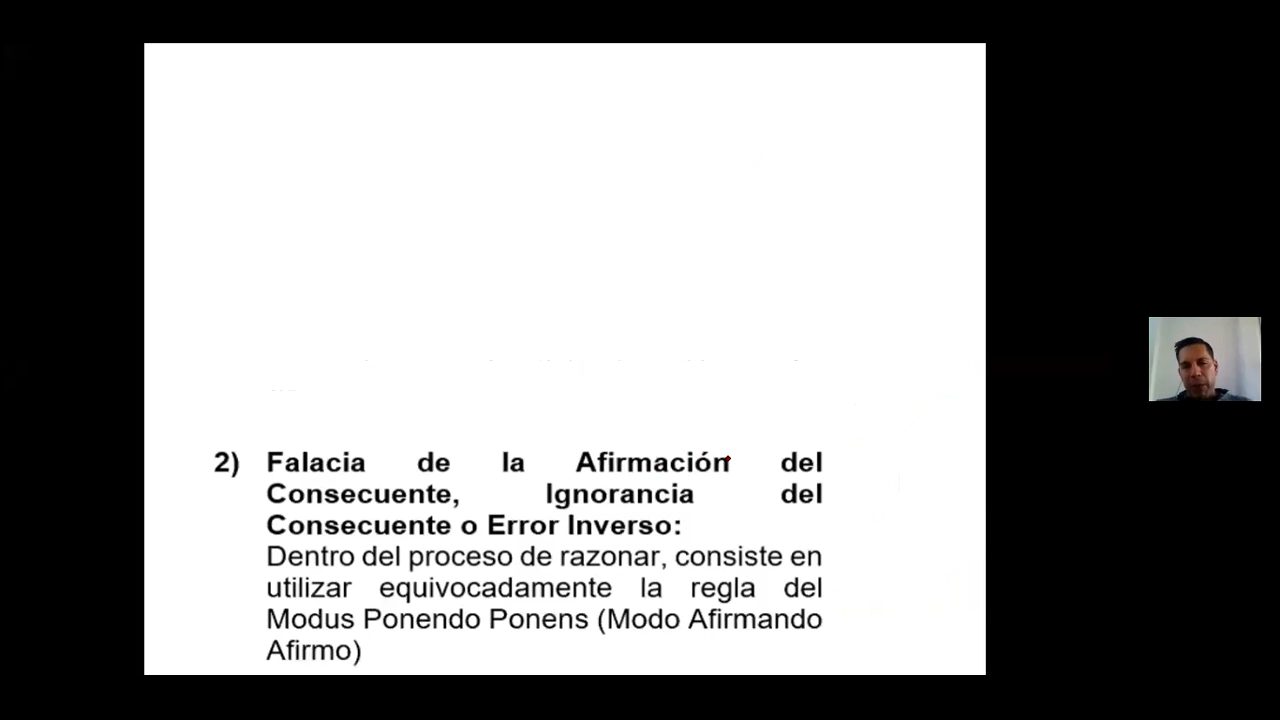 2) Falacia de la Afirmación del
Consecuente, Ignorancia del
Consecuente o Error Inverso:
Dentro del proceso de razonar, consiste en
utilizar equivocadamente la regla del
Modus Ponendo Ponens (Modo Afirmando
Afirmo)